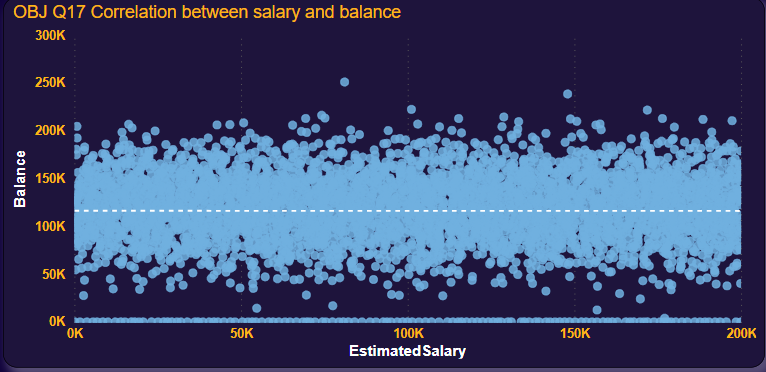 OBJ Q17 Correlation between salary and balance
300K
250K
200K
150K
100K
50K
0K
Balance
0K 50K 100K 150K 200K
EstimatedSalary